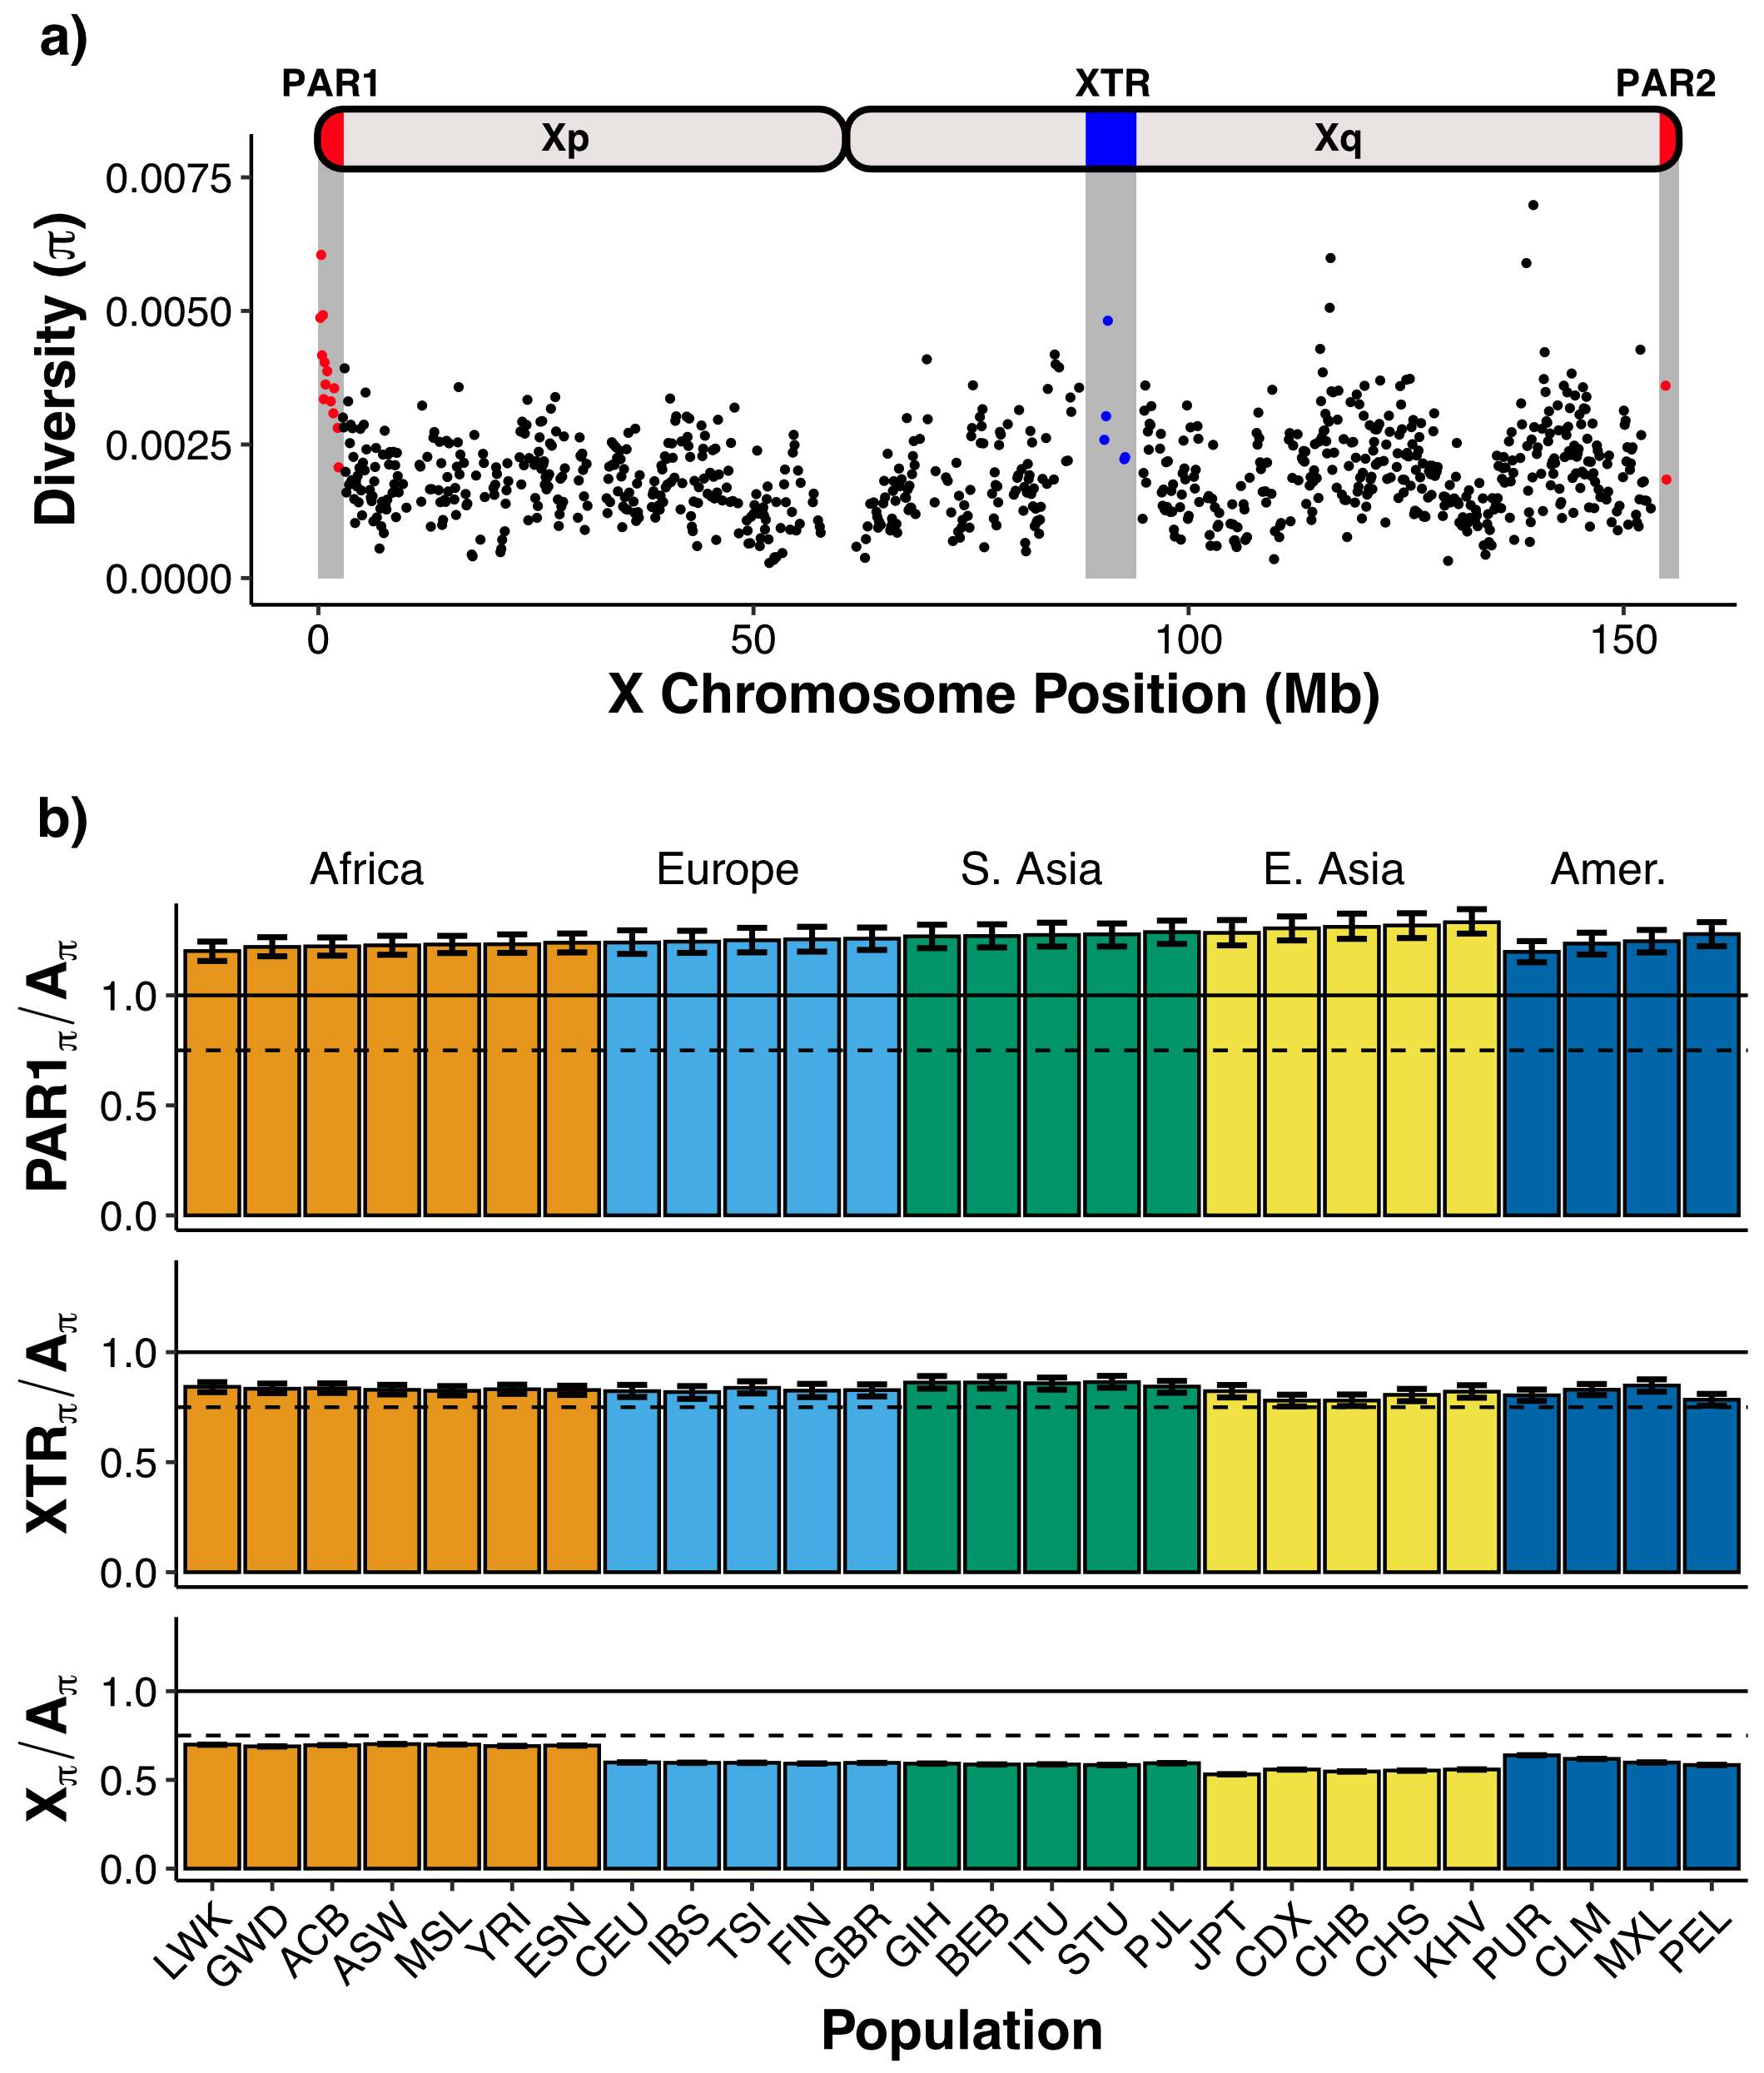 a)
PAR1 XTR PAR2
Xp Xq
0.0075
0.0050
0.0025
0.0000
Diversity (π)
0 50 100 150
X Chromosome Position (Mb)
b)
Africa Europe S. Asia E. Asia Amer.
PAR1π/Aπ
1.0
0.5
0.0
XTRπ/Aπ
1.0
0.5
0.0
Xπ/Aπ
1.0
0.5
0.0
LWK GWD ACB ASW MSL YRI ESN CEU IBS TSI FIN GBR GIH BEB ITU STU PJL JPT CDX CHB CHS KHV PUR CLM MXL PEL
Population